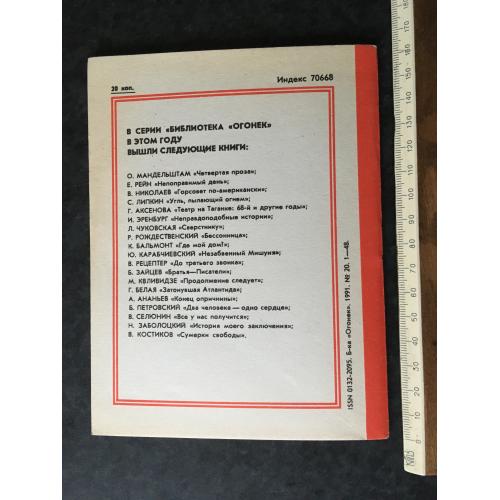 20 коп.
Индекс 70668
В СЕРИИ «БИБЛИОТЕКА «ОГОНЕК»
В ЭТОМ ГОДУ
ВЫШЛИ СЛЕДУЮЩИЕ КНИГИ:
О. МАНДЕЛЬШТАМ «Четвертая проза»;
Е. РЕЙН «Непоправимый день»;
В. НИКОЛАЕВ «Горсовет по-американски»;
С. ЛИПКИН «Угль, пылающий огнем»;
Г. АКСЕНОВА «Театр на Таганке: 68-й и другие годы»;
И. ЭРЕНБУРГ «Неправдоподобные истории»;
Л. ЧУКОВСКАЯ «Сверстнику»;
Р. РОЖДЕСТВЕНСКИЙ «Бессонница»;
К. БАЛЬМОНТ «Где мой дом?»;
Ю. КАРАБЧИЕВСКИЙ «Незабвенный Мишуня»;
В. РЕЦЕПТЕР «До третьего звонка»;
Б. ЗАЙЦЕВ «Братья—Писатели»;
М. КВЛИВИДЗЕ «Продолжение следует»;
Г. БЕЛАЯ «Затонувшая Атлантида»;
А. АНАНЬЕВ «Конец опричнины»;
Б. ПЕТРОВСКИЙ «Два человека — одно сердце»;
В. СЕЛЮНИН «Все у нас получится»;
Н. ЗАБОЛОЦКИЙ «История моего заключения»;
В. КОСТИКОВ «Сумерки свободы».
ISSN 0132-2095. Б-ка «Огонек». 1991. № 20. 1—48.